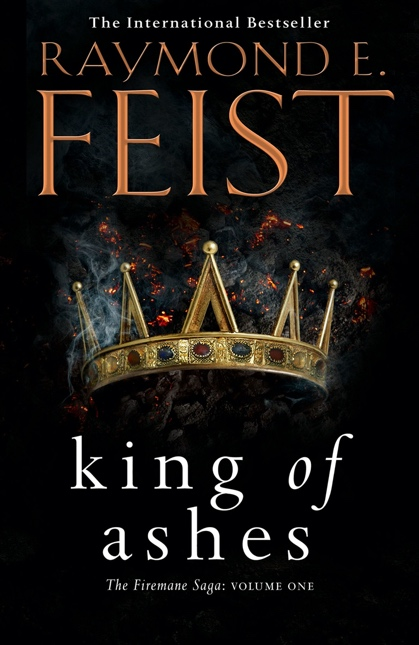 The International Bestseller
RAYMOND E.
FEIST
king of
ashes
The Firemane Saga: VOLUME ONE